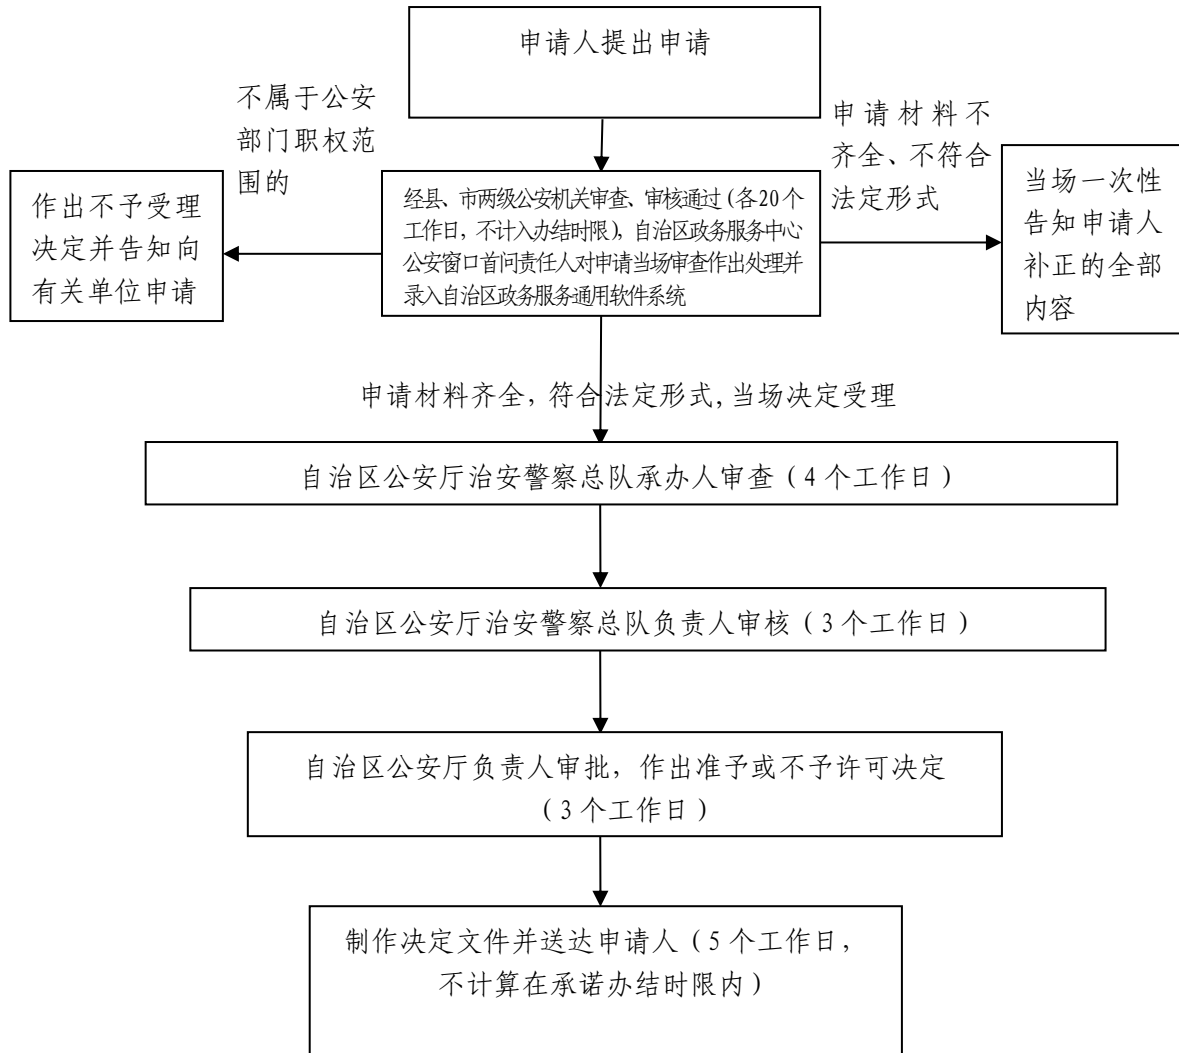 申请人提出申请
不属于公安
部门职权范
围的
申请材料不
齐全、不符合
法定形式
作出不予受理
决定并告知向
有关单位申请
经县、市两级公安机关审查、审核通过（各20个
工作日，不计入办结时限），自治区政务服务中心
公安窗口首问责任人对申请当场审查作出处理并
录入自治区政务服务通用软件系统
当场一次性
告知申请人
补正的全部
内容
申请材料齐全，符合法定形式，当场决定受理
自治区公安厅治安警察总队承办人审查（4个工作日）
自治区公安厅治安警察总队负责人审核（3个工作日）
自治区公安厅负责人审批，作出准予或不予许可决定
（3个工作日）
制作决定文件并送达申请人（5个工作日，
不计算在承诺办结时限内）